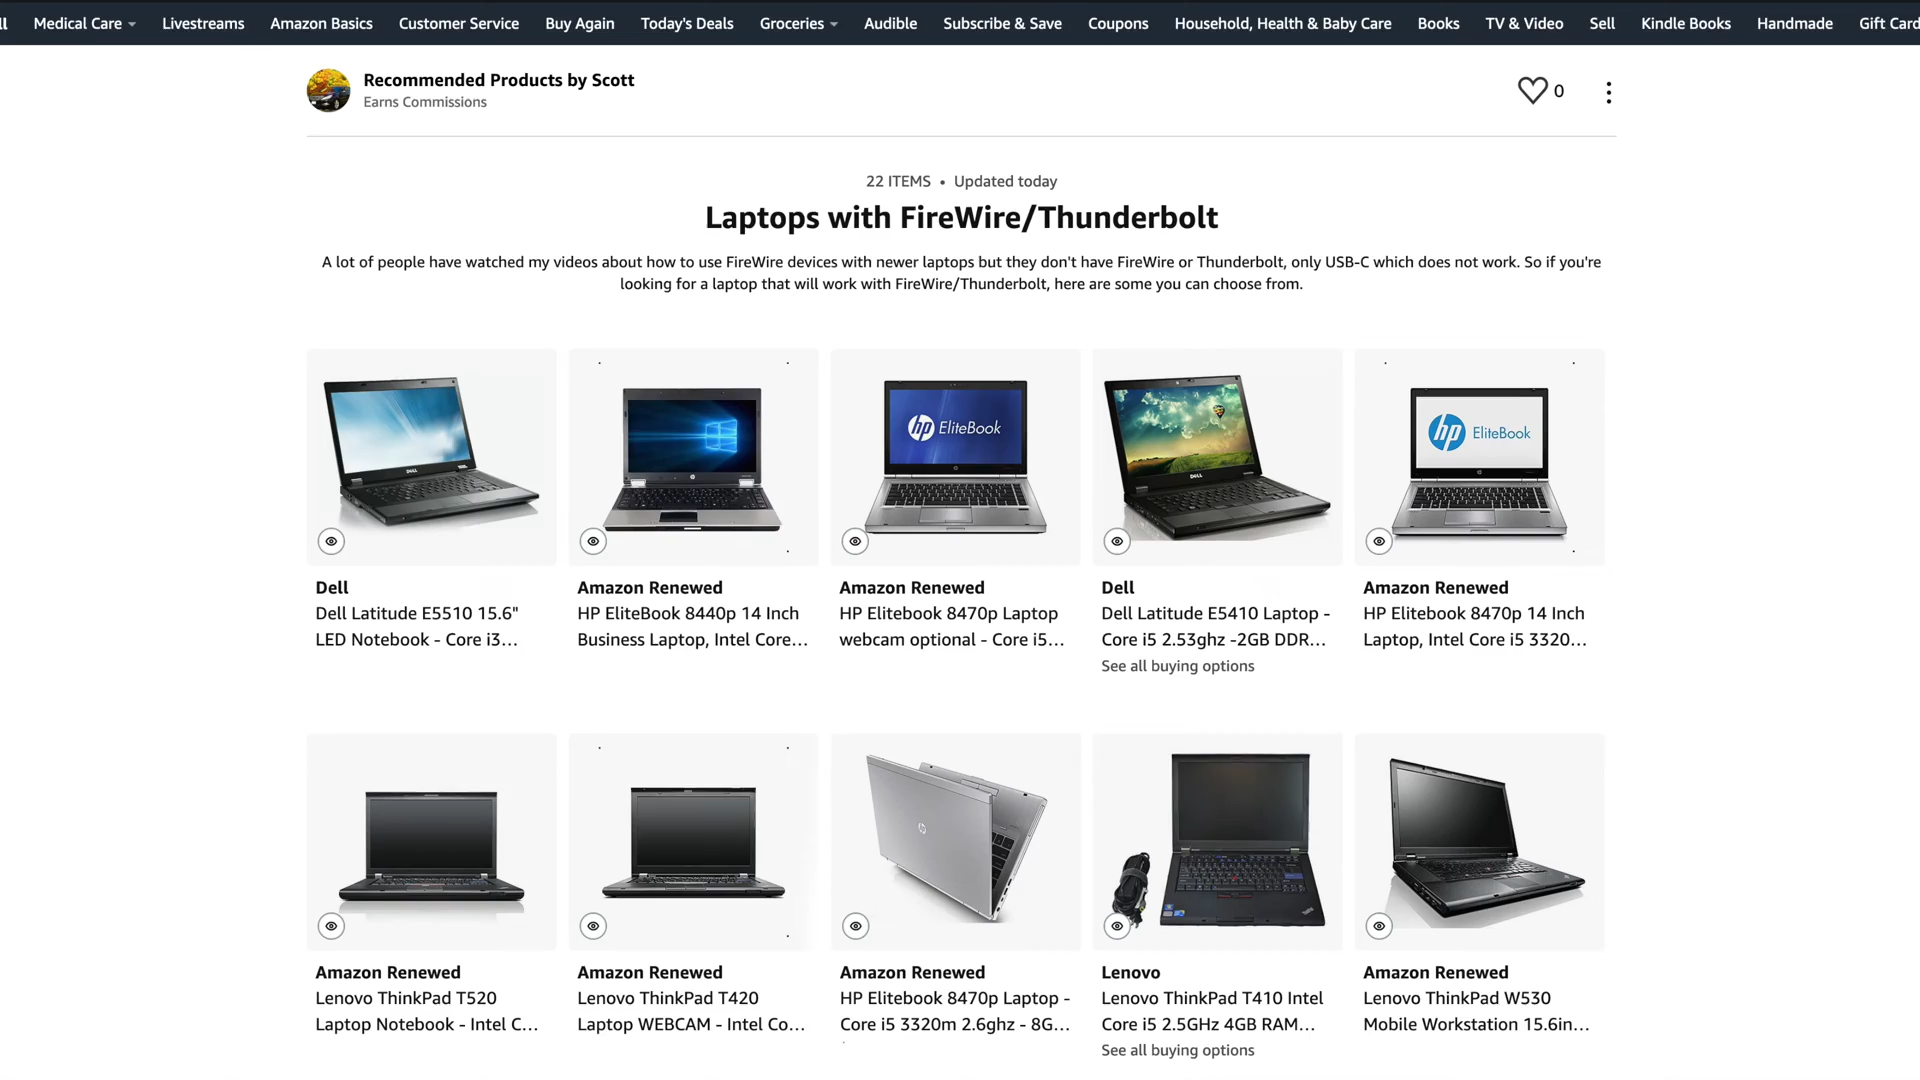 Medical Care
Livestreams
Amazon Basics
Customer Service
Buy Again
Today's Deals
Groceries
Audible
Subscribe & Save
Coupons
Household, Health & Baby Care
Books
TV & Video
Sell
Kindle Books
Handmade
Gift Card
Recommended Products by Scott
Earns Commissions
0
22 ITEMS • Updated today
Laptops with FireWire/Thunderbolt
A lot of people have watched my videos about how to use FireWire devices with newer laptops but they don't have FireWire or Thunderbolt, only USB-C which does not work. So if you're
looking for a laptop that will work with FireWire/Thunderbolt, here are some you can choose from.
DELL
hp EliteBook
DELL
hp EliteBook
Dell
Dell Latitude E5510 15.6"
LED Notebook - Core i3...
Amazon Renewed
HP EliteBook 8440p 14 Inch
Business Laptop, Intel Core...
Amazon Renewed
HP Elitebook 8470p Laptop
webcam optional - Core i5...
Dell
Dell Latitude E5410 Laptop -
Core i5 2.53ghz -2GB DDR...
See all buying options
Amazon Renewed
HP Elitebook 8470p 14 Inch
Laptop, Intel Core i5 3320...
Amazon Renewed
Lenovo ThinkPad T520
Laptop Notebook - Intel C...
Amazon Renewed
Lenovo ThinkPad T420
Laptop WEBCAM - Intel Co...
Amazon Renewed
HP Elitebook 8470p Laptop -
Core i5 3320m 2.6ghz - 8G...
Lenovo
Lenovo ThinkPad T410 Intel
Core i5 2.5GHz 4GB RAM...
See all buying options
Amazon Renewed
Lenovo ThinkPad W530
Mobile Workstation 15.6in...